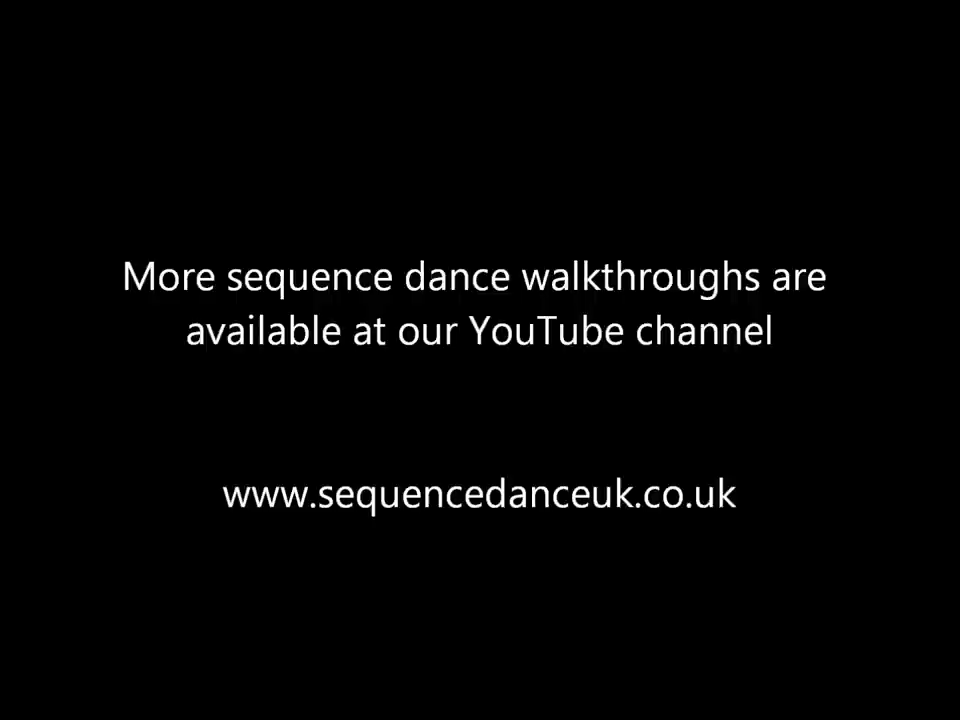 More sequence dance walkthroughs are
available at our YouTube channel
www.sequencedanceuk.co.uk